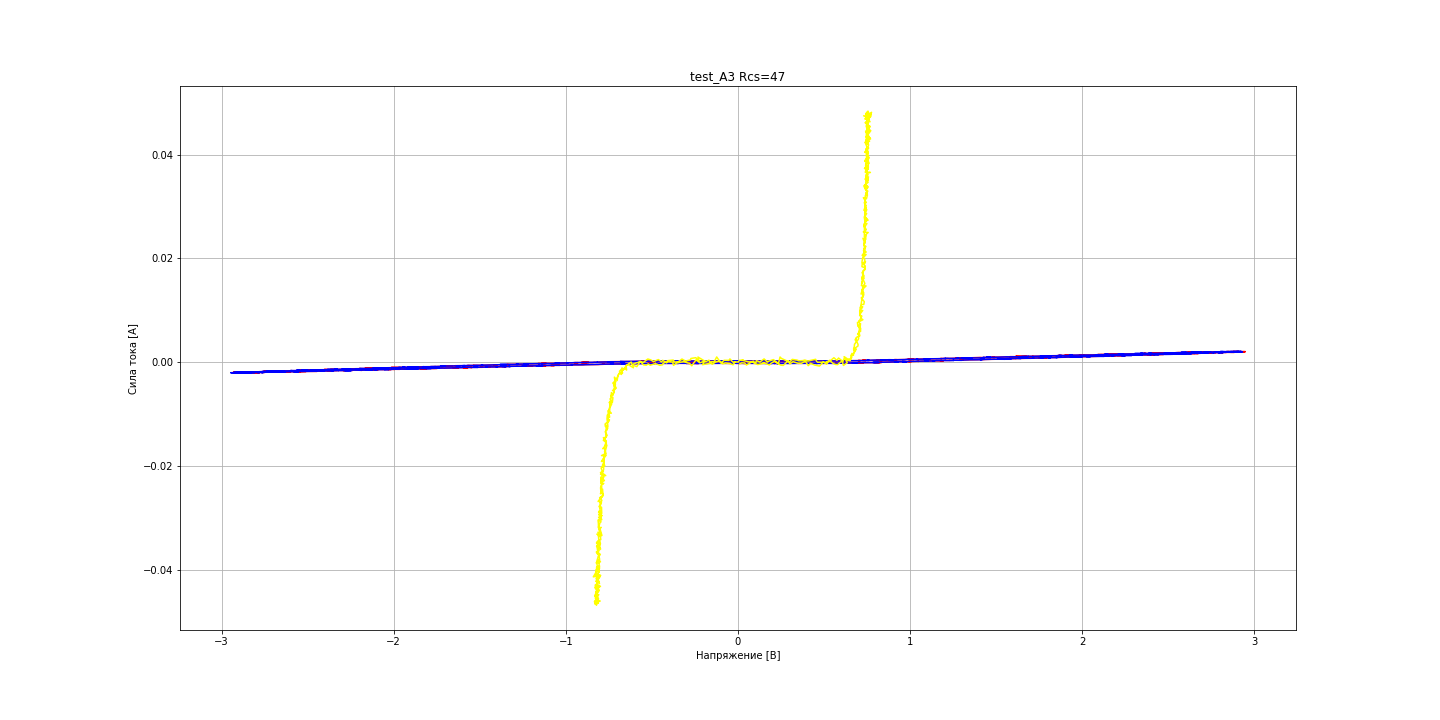 test_A3 Rcs=47
Сила тока [А]
0.04
0.02
0.00
−0.02
−0.04
−3 −2 −1 0 1 2 3
Напряжение [В]